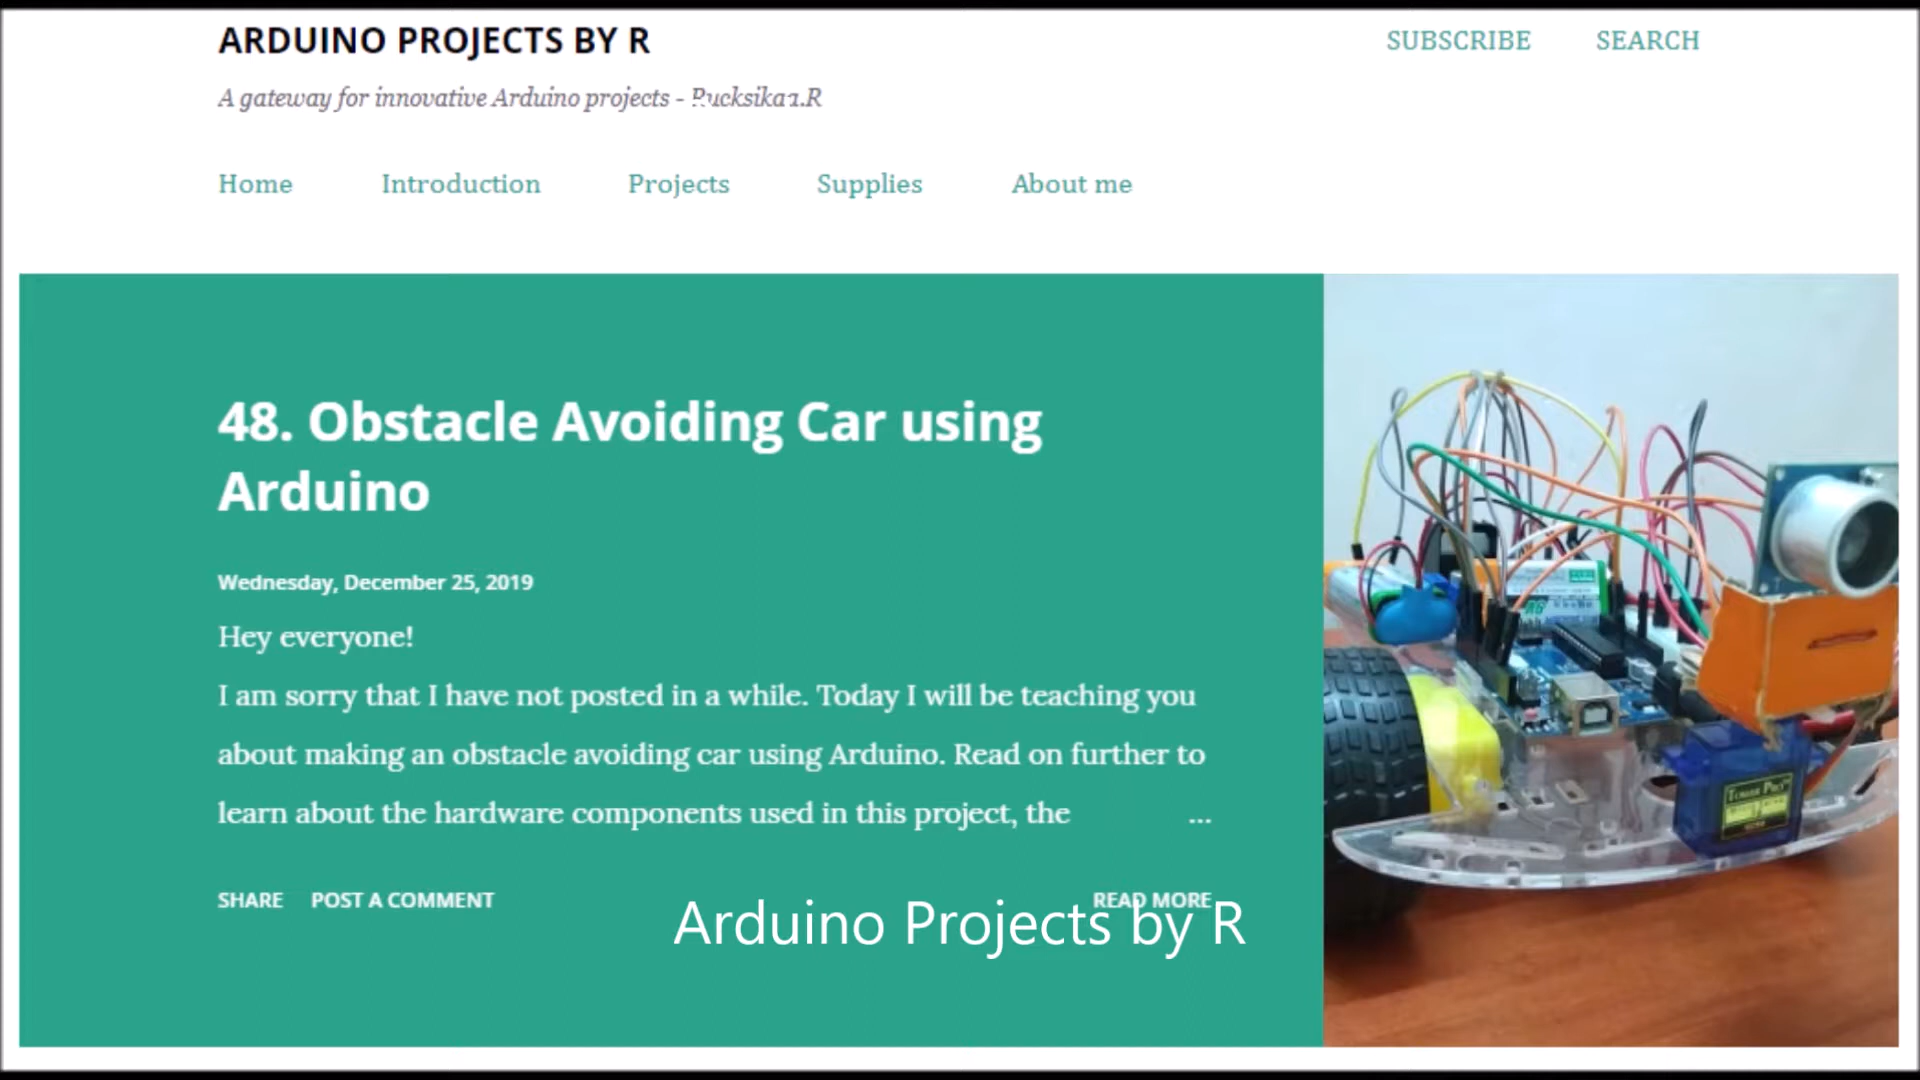 ARDUINO PROJECTS BY R
SUBSCRIBE
SEARCH
A gateway for innovative Arduino projects -
Home
Introduction
Projects
Supplies
About me
48. Obstacle Avoiding Car using
Arduino
Wednesday, December 25, 2019
Hey everyone!
I am sorry that I have not posted in a while. Today I will be teaching you
about making an obstacle avoiding car using Arduino. Read on further to
learn about the hardware components used in this project, the ...
SHARE
POST A COMMENT
READ MORE
Arduino Projects by R
Tower Pro